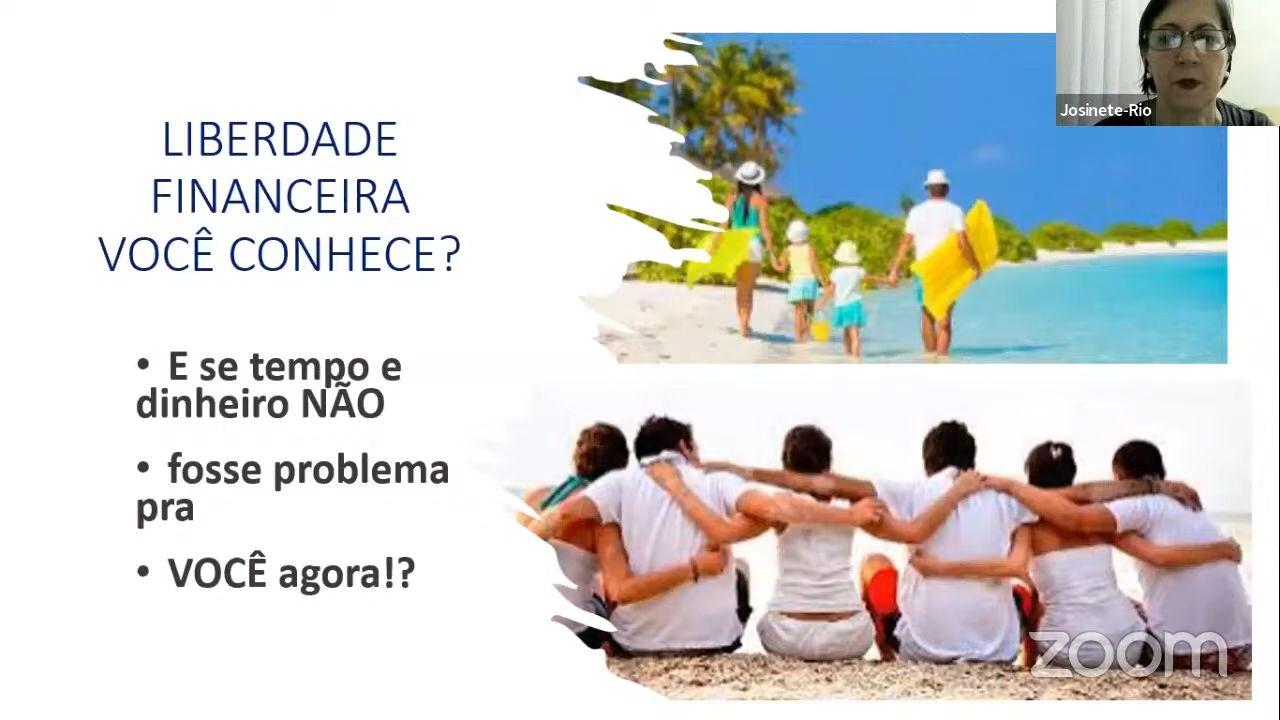 LIBERDADE
FINANCEIRA
VOCÊ CONHECE?
• E se tempo e
dinheiro NÃO
• fosse problema
pra
• VOCÊ agora!?
Josinete-Rio
zoom